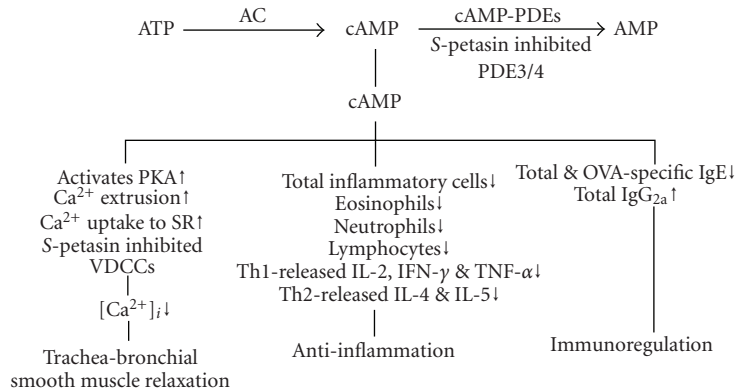 ATP AC cAMP cAMP-PDEs AMP
S-petasin inhibited
PDE3/4
cAMP
Activates PKA↑
Ca²⁺ extrusion↑
Ca²⁺ uptake to SR↑
S-petasin inhibited
VDCCs
[Ca²⁺]ᵢ↓
Trachea-bronchial
smooth muscle relaxation
Total inflammatory cells↓
Eosinophils↓
Neutrophils↓
Lymphocytes↓
Th1-released IL-2, IFN-γ & TNF-α↓
Th2-released IL-4 & IL-5↓
Anti-inflammation
Total & OVA-specific IgE↓
Total IgG₂ₐ↑
Immunoregulation